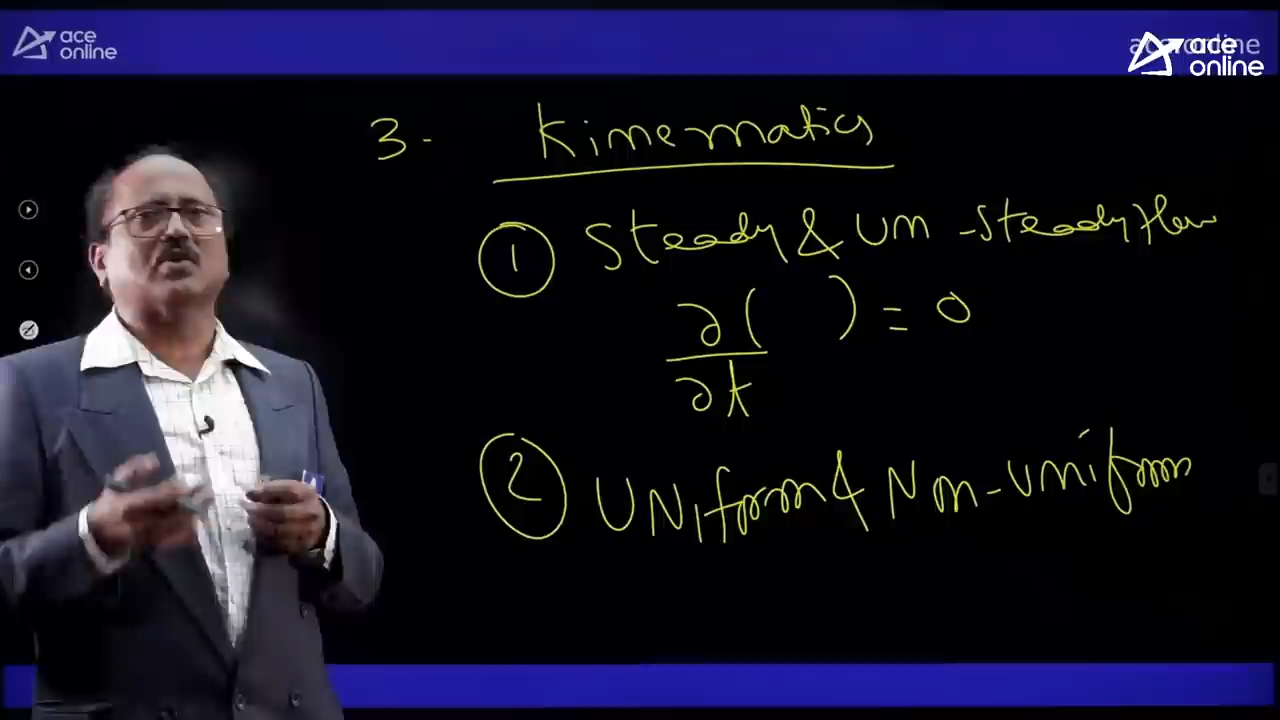 ace online
ace online
3. Kinematics
① Steady & Un-steady flow
∂( )/∂t = 0
② UNiform & Non-uniform